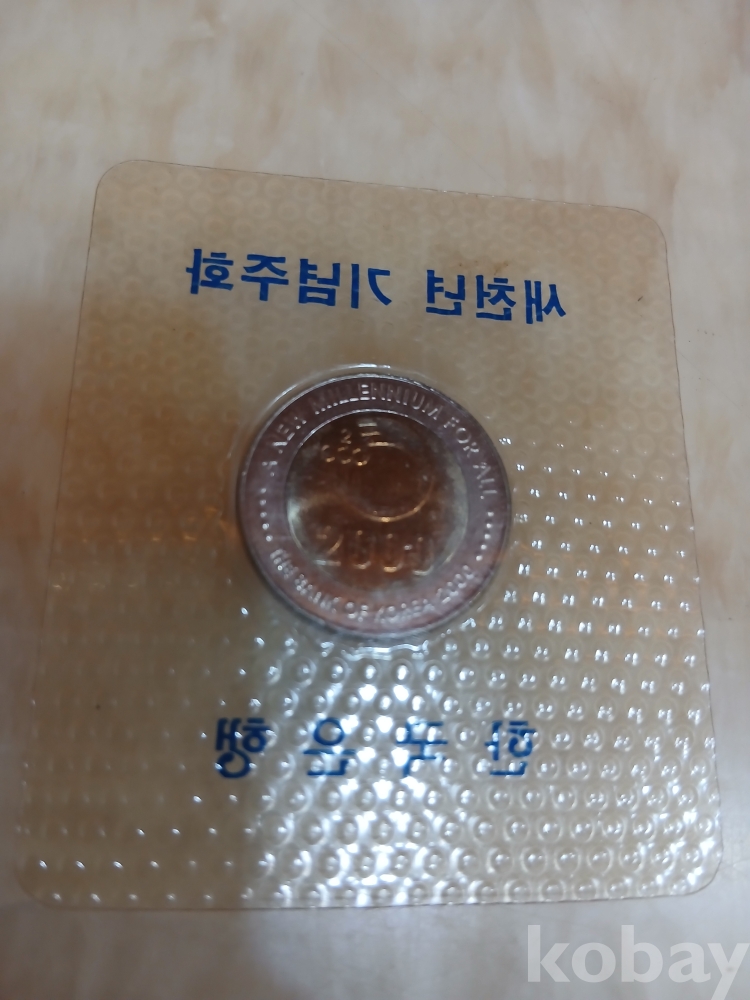 새천년 기념주화
A NEW MILLENNIUM FOR ALL
2000
THE BANK OF KOREA 2000
한국은행
kobay